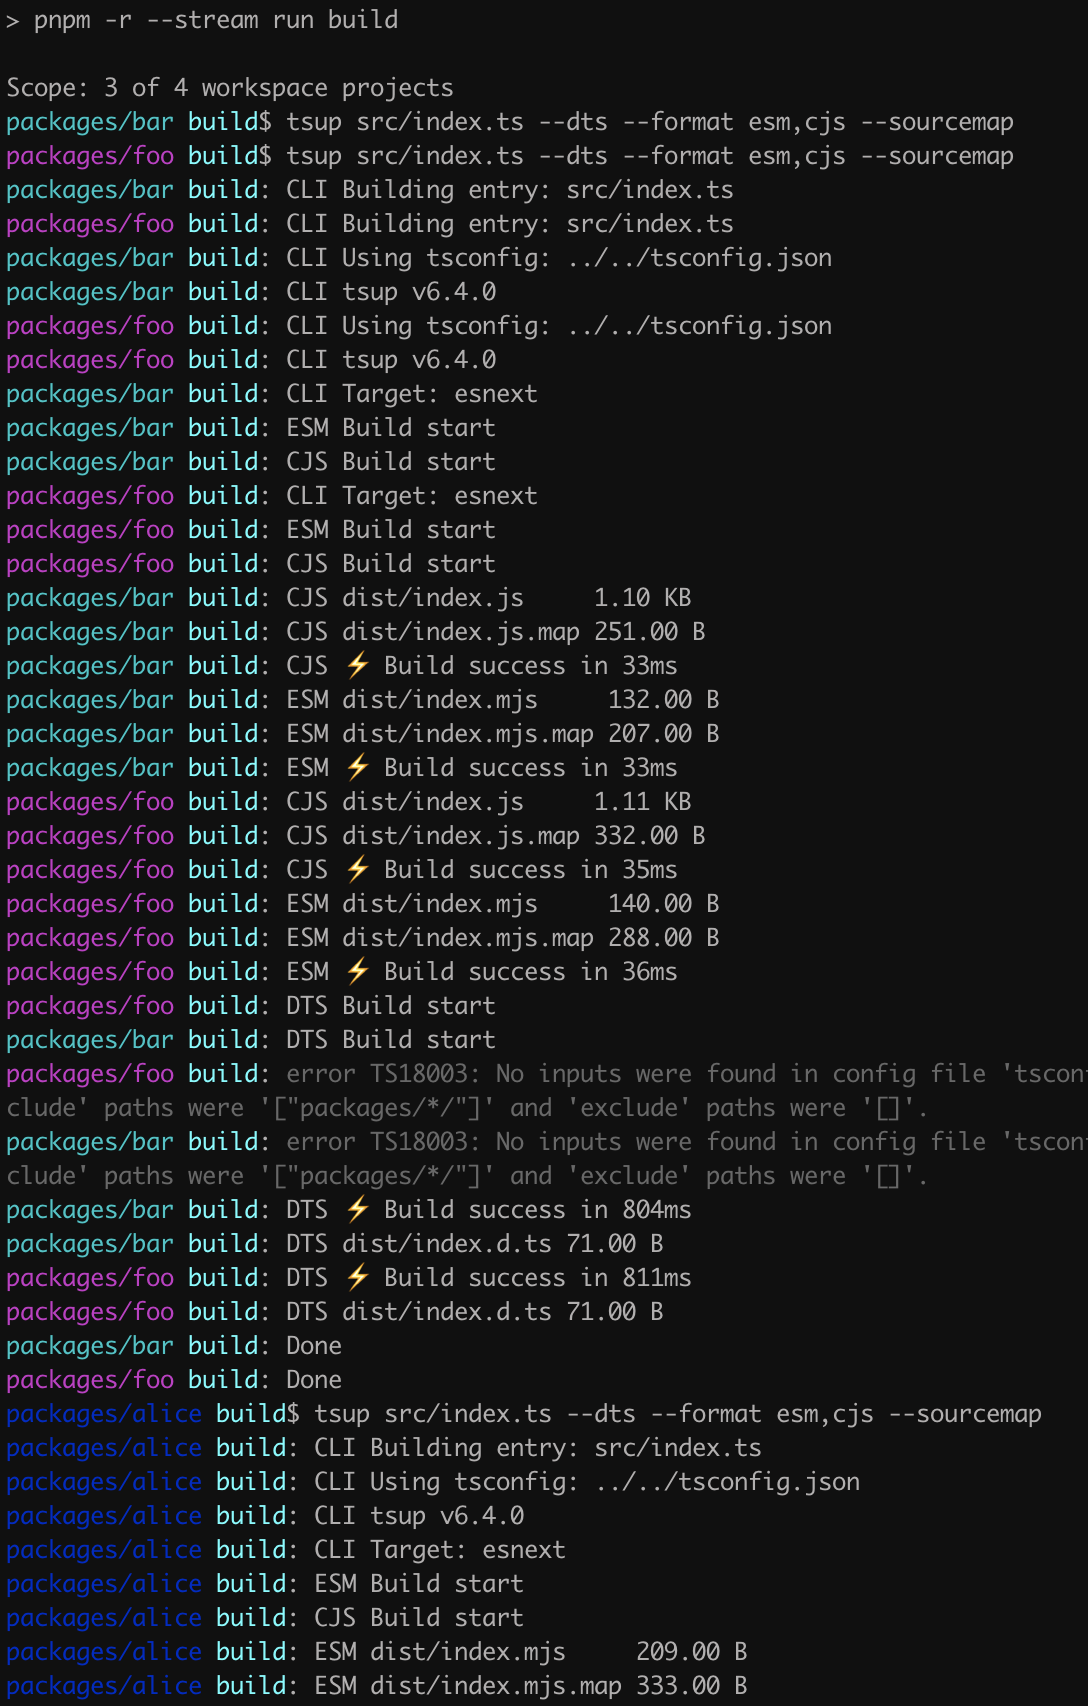 > pnpm -r --stream run build
Scope: 3 of 4 workspace projects
packages/bar build$ tsup src/index.ts --dts --format esm,cjs --sourcemap
packages/foo build$ tsup src/index.ts --dts --format esm,cjs --sourcemap
packages/bar build: CLI Building entry: src/index.ts
packages/foo build: CLI Building entry: src/index.ts
packages/bar build: CLI Using tsconfig: ../../tsconfig.json
packages/bar build: CLI tsup v6.4.0
packages/foo build: CLI Using tsconfig: ../../tsconfig.json
packages/foo build: CLI tsup v6.4.0
packages/bar build: CLI Target: esnext
packages/bar build: ESM Build start
packages/bar build: CJS Build start
packages/foo build: CLI Target: esnext
packages/foo build: ESM Build start
packages/foo build: CJS Build start
packages/bar build: CJS dist/index.js     1.10 KB
packages/bar build: CJS dist/index.js.map 251.00 B
packages/bar build: CJS ⚡ Build success in 33ms
packages/bar build: ESM dist/index.mjs     132.00 B
packages/bar build: ESM dist/index.mjs.map 207.00 B
packages/bar build: ESM ⚡ Build success in 33ms
packages/foo build: CJS dist/index.js     1.11 KB
packages/foo build: CJS dist/index.js.map 332.00 B
packages/foo build: CJS ⚡ Build success in 35ms
packages/foo build: ESM dist/index.mjs     140.00 B
packages/foo build: ESM dist/index.mjs.map 288.00 B
packages/foo build: ESM ⚡ Build success in 36ms
packages/foo build: DTS Build start
packages/bar build: DTS Build start
packages/foo build: error TS18003: No inputs were found in config file 'tscon
clude' paths were '["packages/*/"]' and 'exclude' paths were '[]'.
packages/bar build: error TS18003: No inputs were found in config file 'tscon
clude' paths were '["packages/*/"]' and 'exclude' paths were '[]'.
packages/bar build: DTS ⚡ Build success in 804ms
packages/bar build: DTS dist/index.d.ts 71.00 B
packages/foo build: DTS ⚡ Build success in 811ms
packages/foo build: DTS dist/index.d.ts 71.00 B
packages/bar build: Done
packages/foo build: Done
packages/alice build$ tsup src/index.ts --dts --format esm,cjs --sourcemap
packages/alice build: CLI Building entry: src/index.ts
packages/alice build: CLI Using tsconfig: ../../tsconfig.json
packages/alice build: CLI tsup v6.4.0
packages/alice build: CLI Target: esnext
packages/alice build: ESM Build start
packages/alice build: CJS Build start
packages/alice build: ESM dist/index.mjs     209.00 B
packages/alice build: ESM dist/index.mjs.map 333.00 B